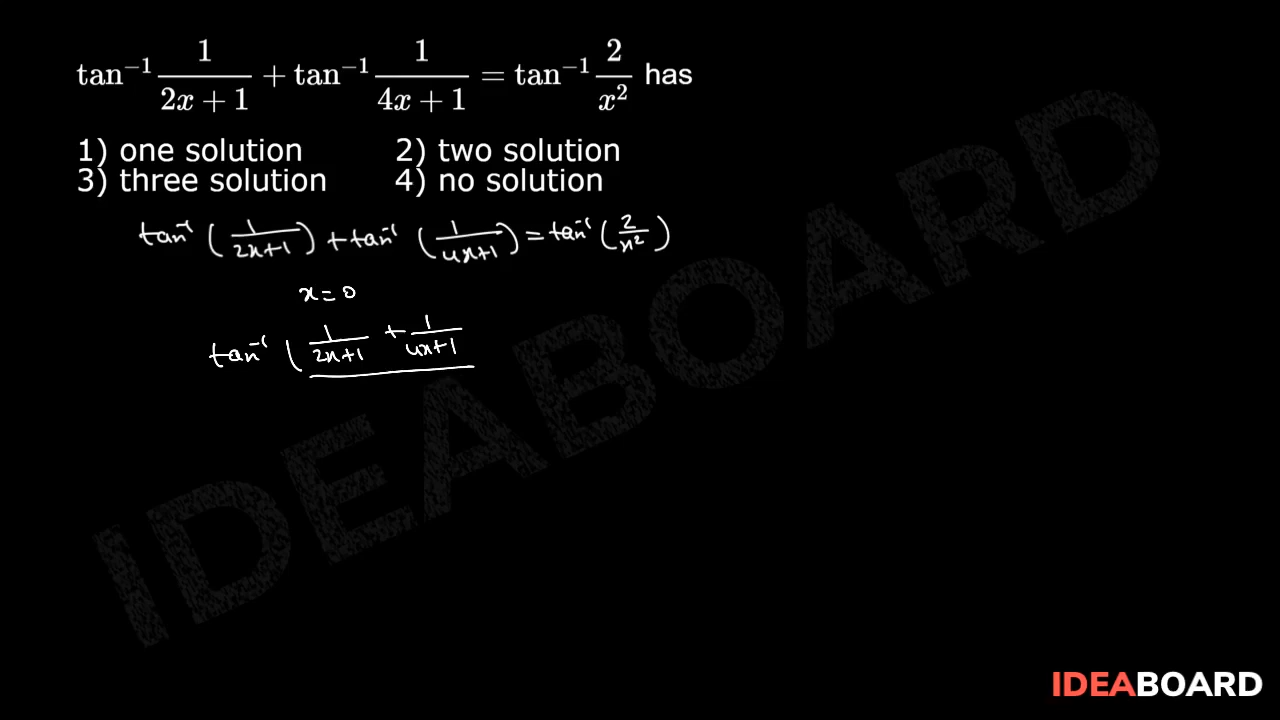 tan⁻¹ 1/(2x + 1) + tan⁻¹ 1/(4x + 1) = tan⁻¹ 2/x² has
1) one solution 2) two solution
3) three solution 4) no solution
tan⁻¹ (1/(2x+1)) + tan⁻¹ (1/(4x+1)) = tan⁻¹ (2/x²)
x = 0
tan⁻¹ ( 1/(2x+1) + 1/(4x+1)
IDEABOARD
IDEABOARD